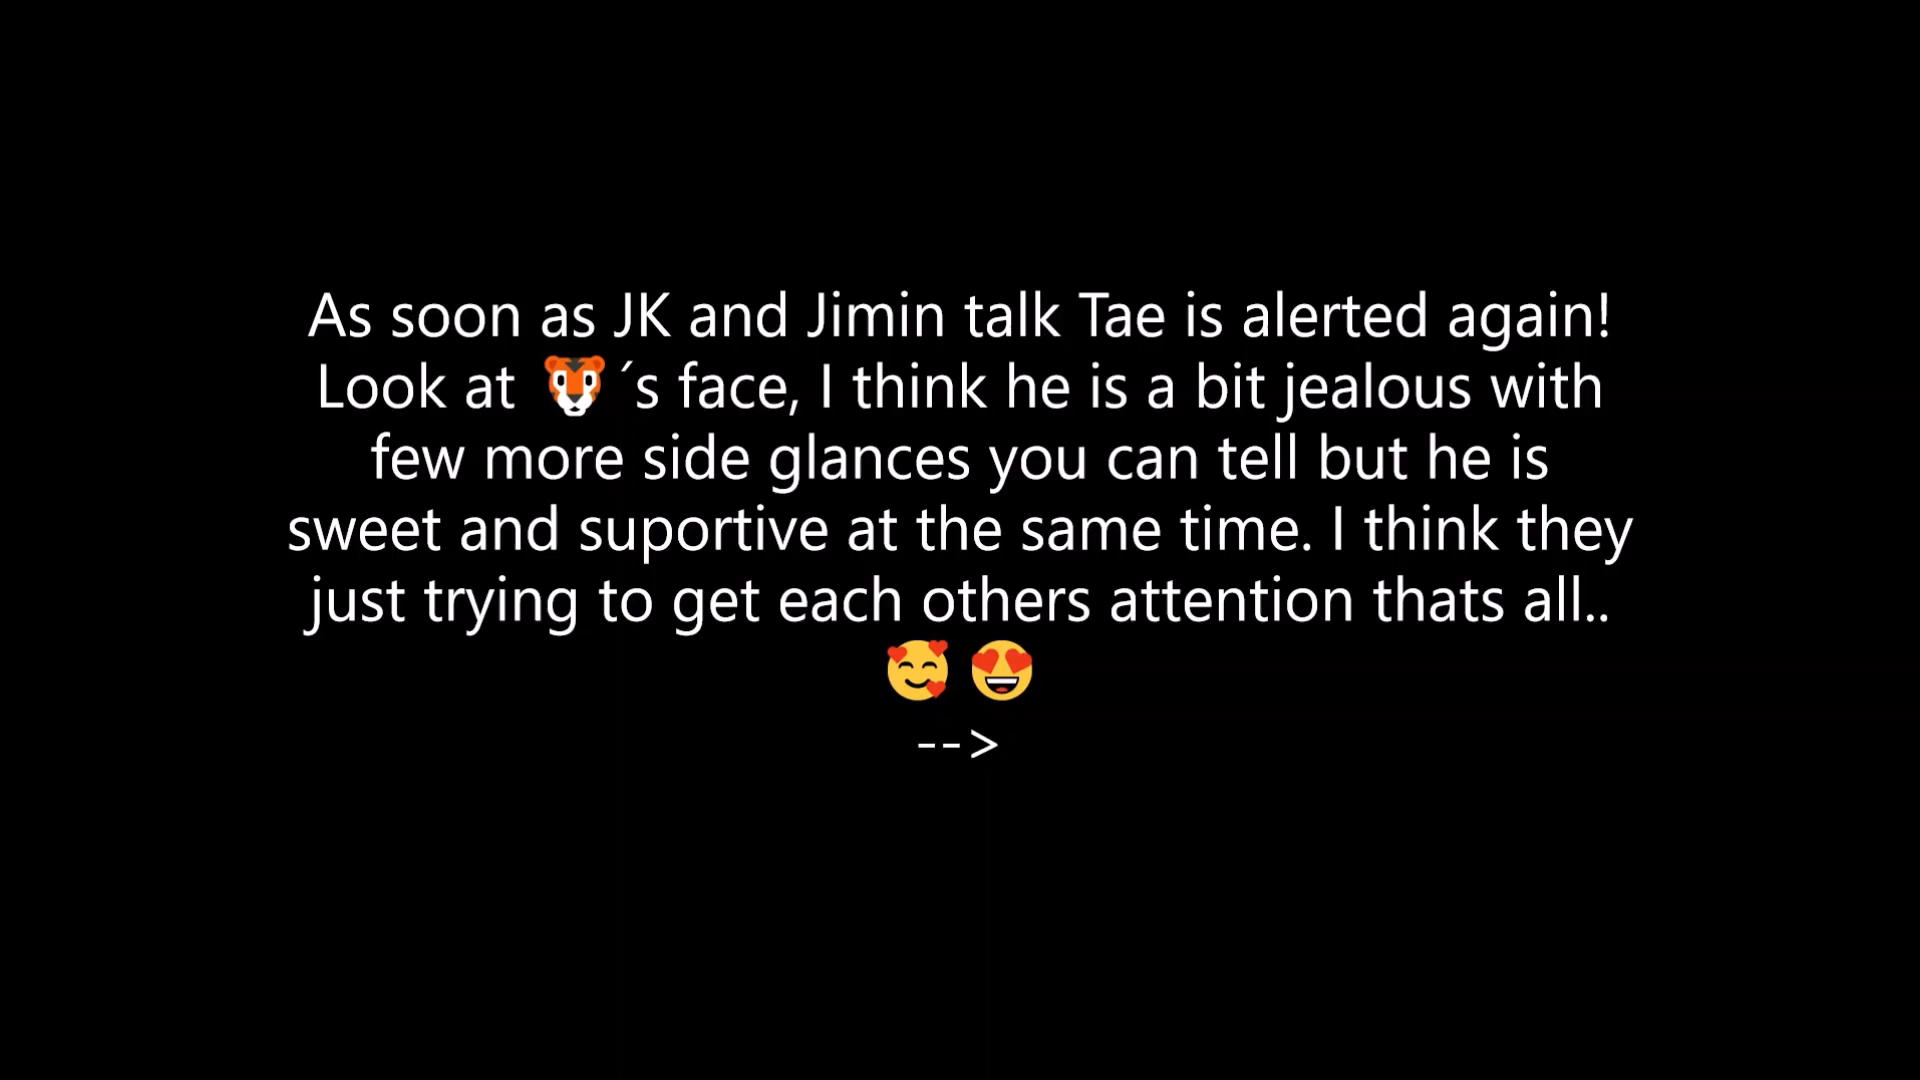 As soon as JK and Jimin talk Tae is alerted again!
Look at 🐯´s face, I think he is a bit jealous with
few more side glances you can tell but he is
sweet and suportive at the same time. I think they
just trying to get each others attention thats all..
🥰 😍
-->